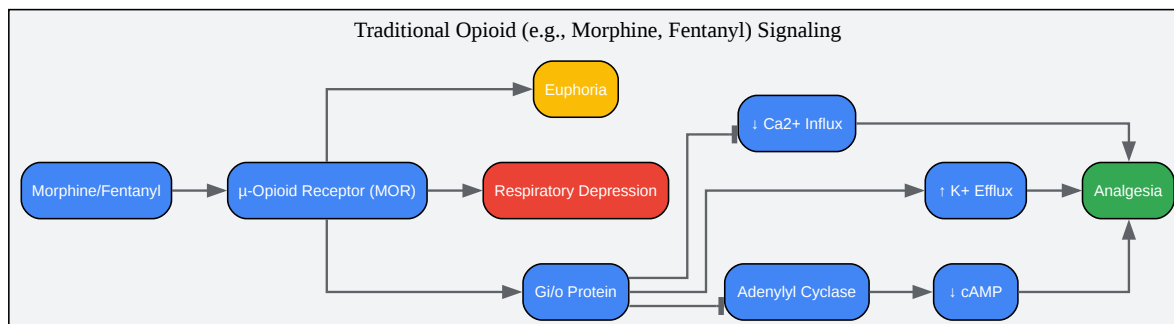 Traditional Opioid (e.g., Morphine, Fentanyl) Signaling
Euphoria
↓ Ca2+ Influx
Morphine/Fentanyl
µ-Opioid Receptor (MOR)
Respiratory Depression
↑ K+ Efflux
Analgesia
Gi/o Protein
Adenylyl Cyclase
↓ cAMP